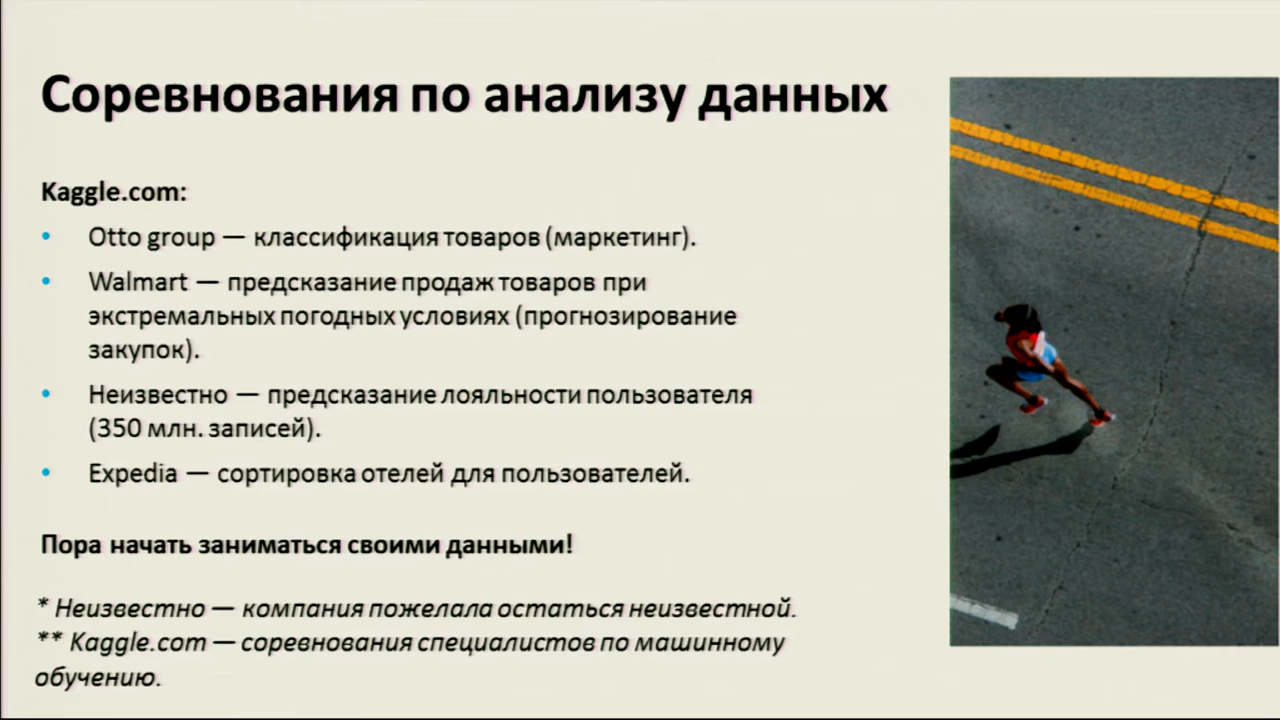 Соревнования по анализу данных
Kaggle.com:
• Otto group — классификация товаров (маркетинг).
• Walmart — предсказание продаж товаров при
экстремальных погодных условиях (прогнозирование
закупок).
• Неизвестно — предсказание лояльности пользователя
(350 млн. записей).
• Expedia — сортировка отелей для пользователей.
Пора начать заниматься своими данными!
* Неизвестно — компания пожелала остаться неизвестной.
** Kaggle.com — соревнования специалистов по машинному
обучению.